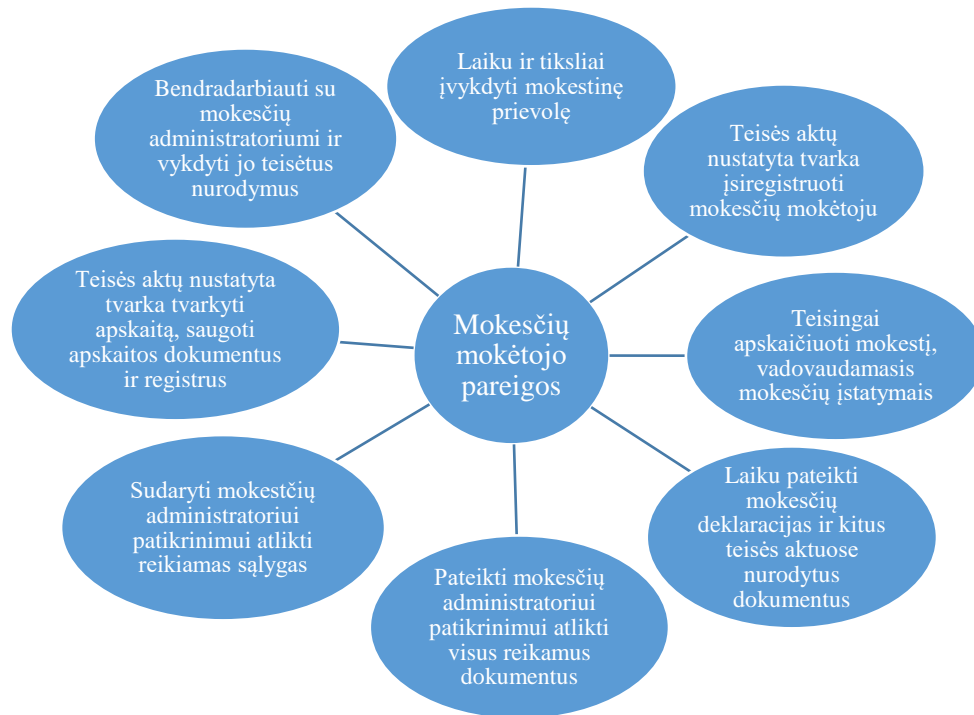 Laiku ir tiksliai
įvykdyti mokestinę
prievolę
Teisės aktų
nustatyta tvarka
įsiregistruoti
mokesčių mokėtoju
Teisingai
apskaičiuoti mokestį,
vadovaudamasis
mokesčių įstatymais
Laiku pateikti
mokesčių
deklaracijas ir kitus
teisės aktuose
nurodytus
dokumentus
Pateikti mokesčių
administratoriui
patikrinimui atlikti
visus reikamus
dokumentus
Sudaryti mokestčių
administratoriui
patikrinimui atlikti
reikiamas sąlygas
Teisės aktų nustatyta
tvarka tvarkyti
apskaitą, saugoti
apskaitos dokumentus
ir registrus
Bendradarbiauti su
mokesčių
administratoriumi ir
vykdyti jo teisėtus
nurodymus
Mokesčių
mokėtojo
pareigos